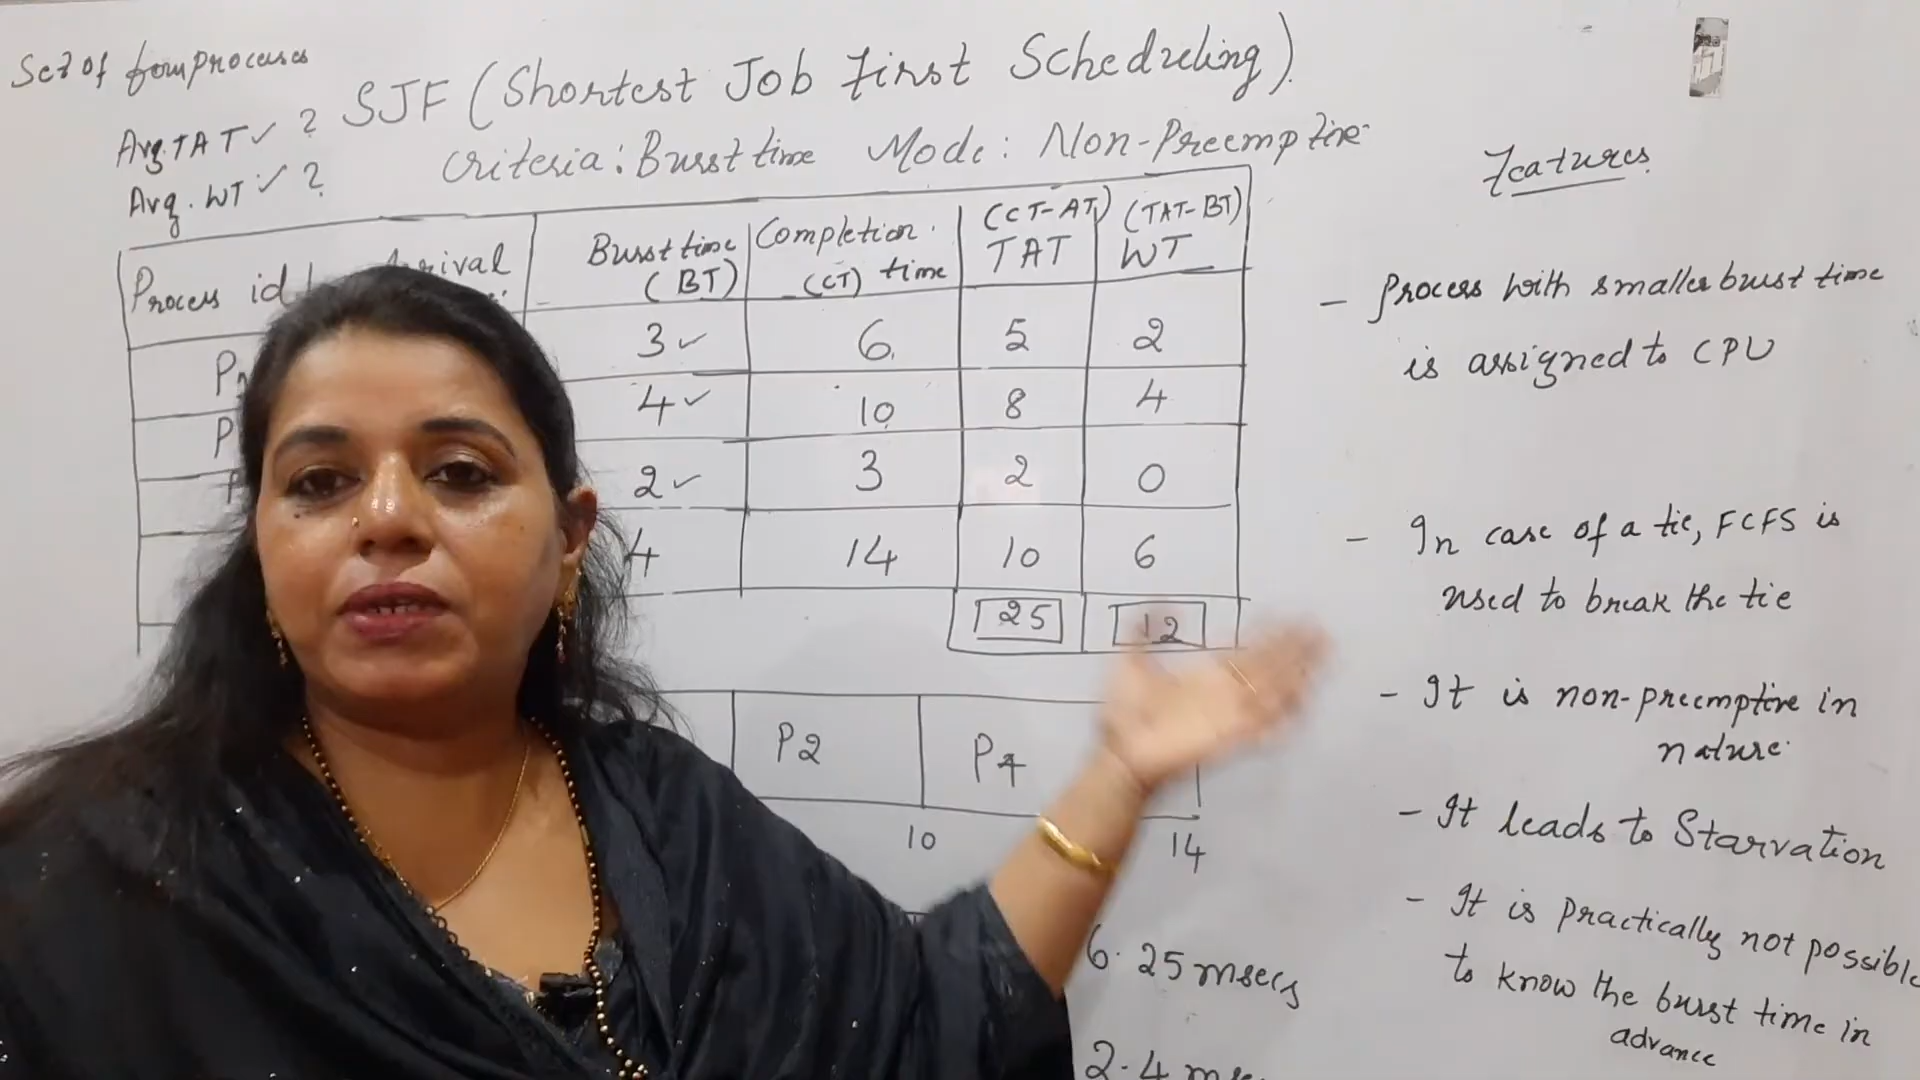 Set of four processes
SJF (Shortest Job First Scheduling).
Avg.TAT ✓ ?
Avg. WT ✓ ?
Criteria: Burst time Mode: Non-Preemptive
Features
Process id Arrival Burst time (BT) Completion time (CT) (CT-AT) TAT (TAT-BT) WT
3 ✓ 6 5 2
4 ✓ 10 8 4
2 ✓ 3 2 0
4 14 10 6
25 12
P2 P4
10 14
6.25 msecs
2.4
- Process with smaller burst time
is assigned to CPU
- In case of a tie, FCFS is
used to break the tie
- It is non-preemptive in
nature.
- It leads to Starvation
- It is practically not possible
to know the burst time in
advance